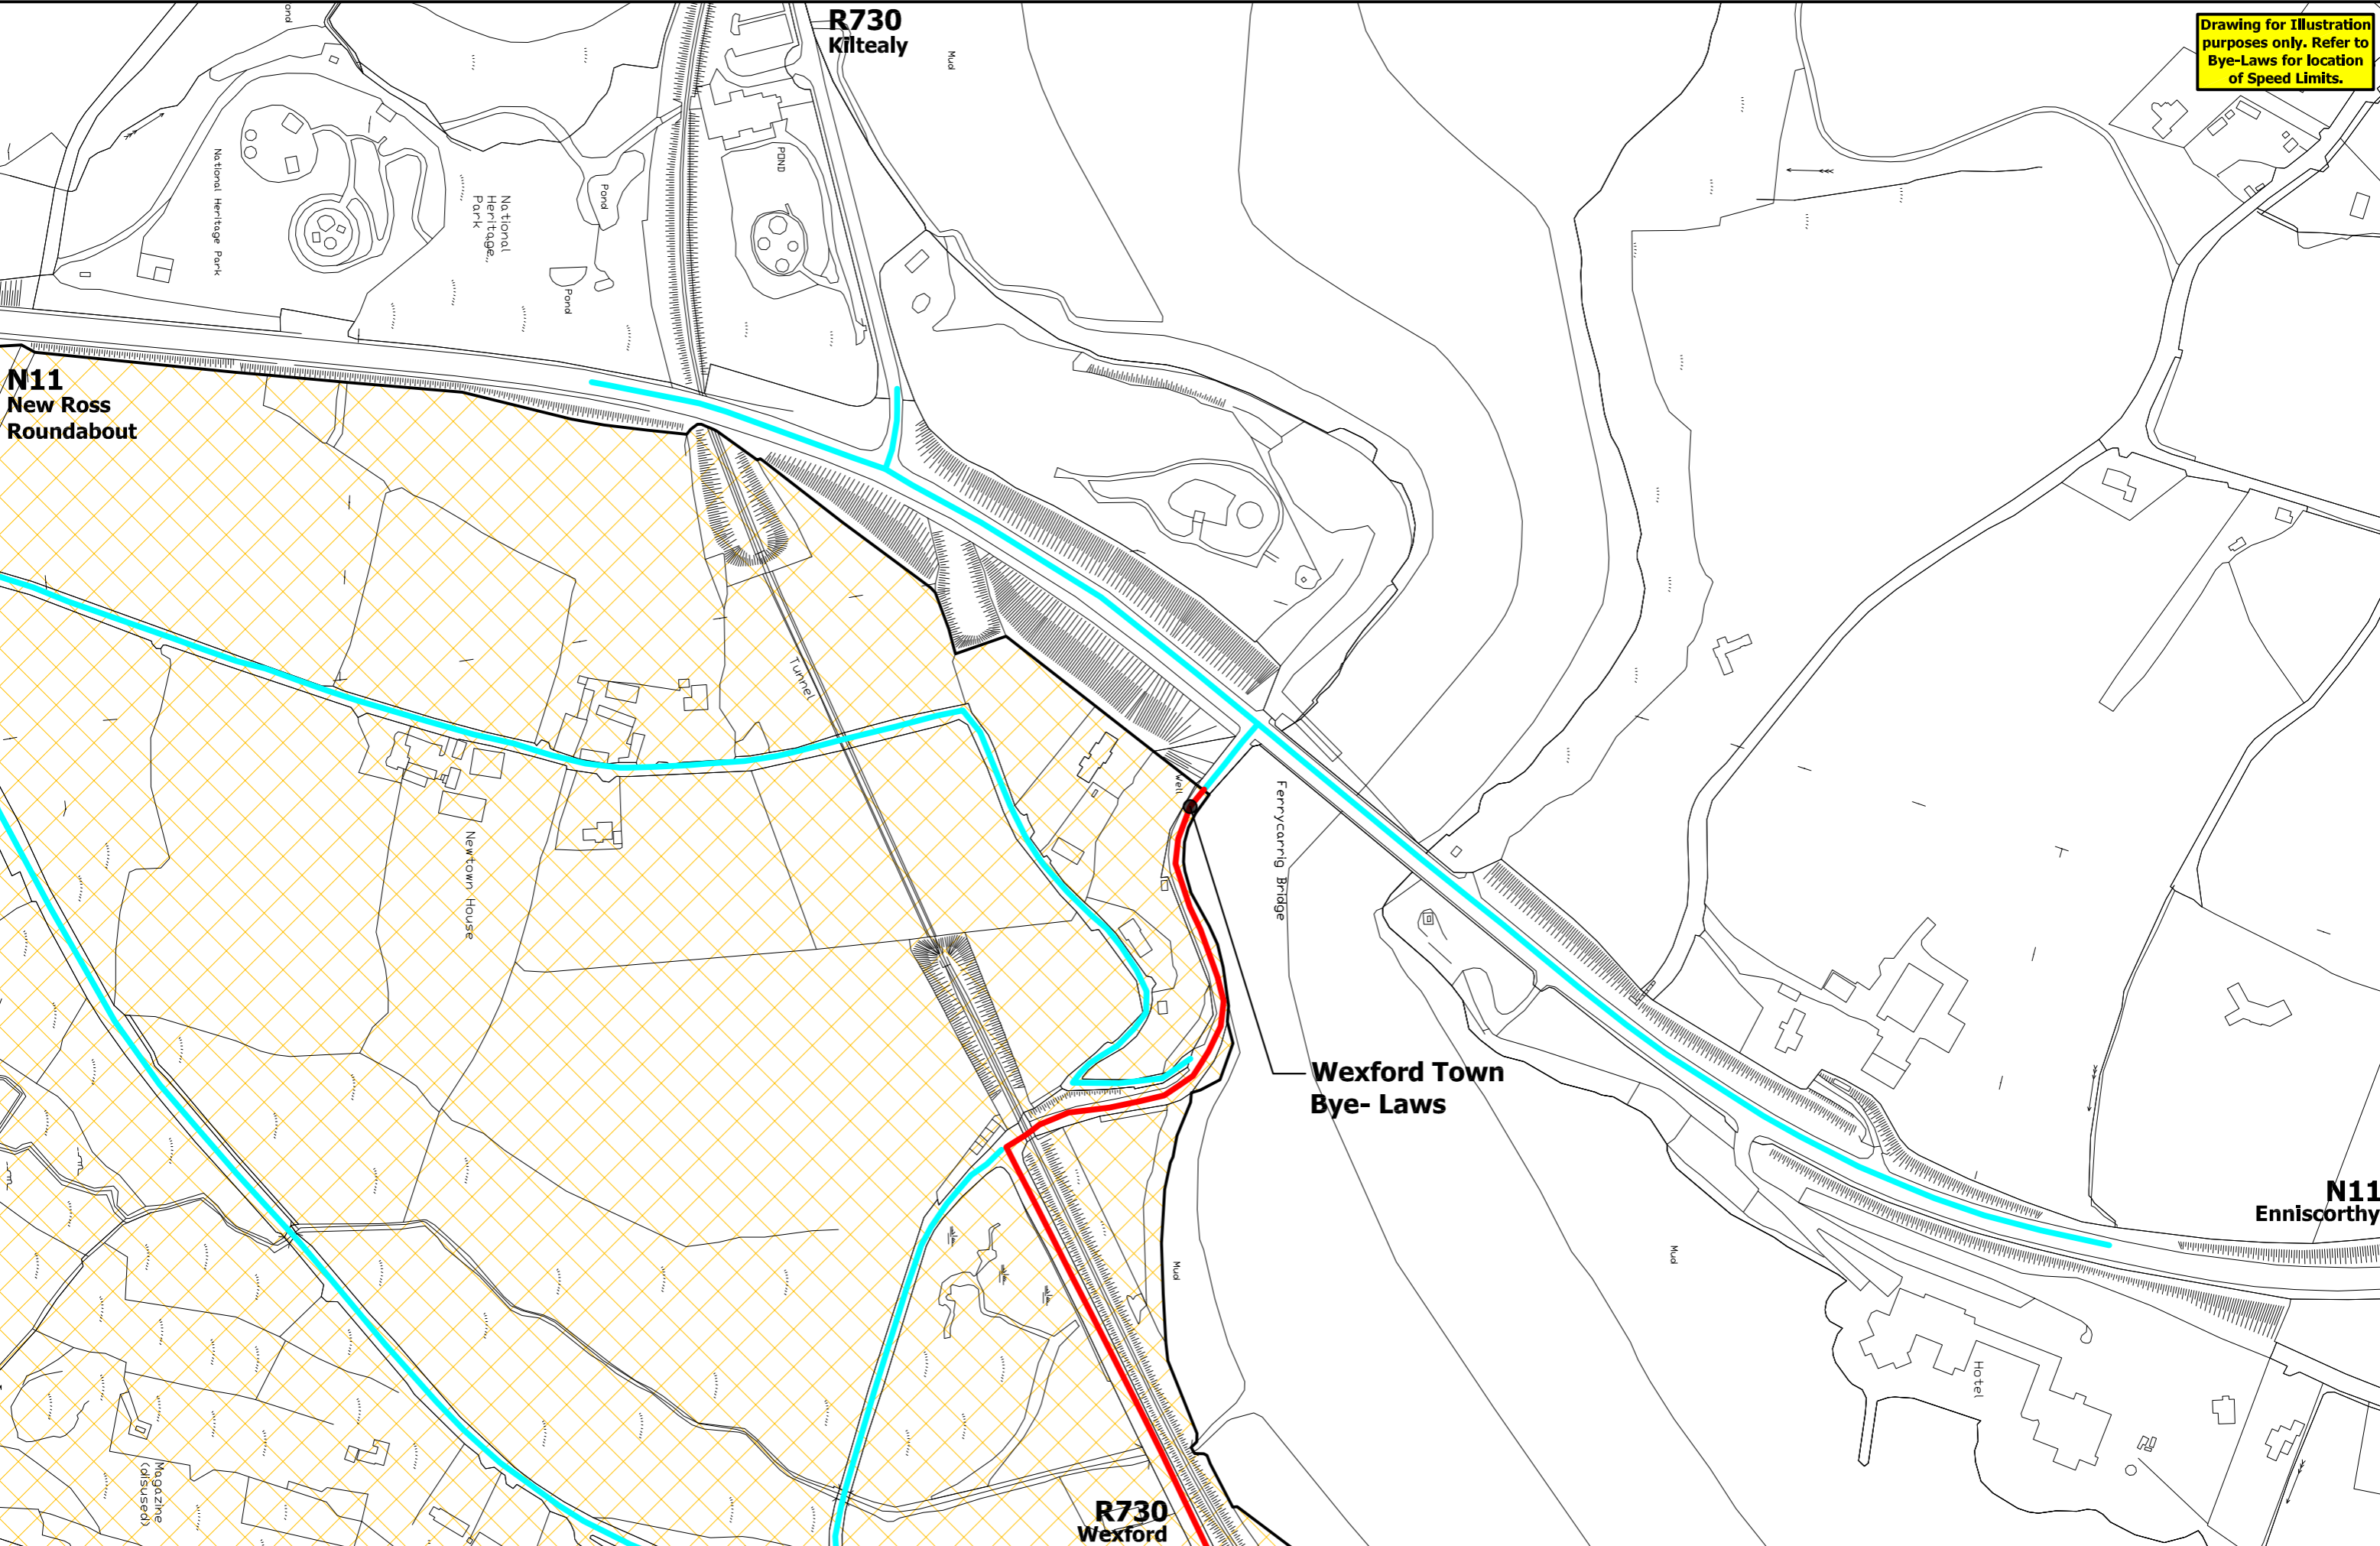 R730
Kiltealy
Drawing for Illustration
purposes only. Refer to
Bye-Laws for location
of Speed Limits.
Pond
Mud
POND
National Heritage Park
National
Heritage
Park
Pond
Pond
N11
New Ross
Roundabout
Tunnel
Well
Ferrycarrig Bridge
Newtown House
Wexford Town
Bye- Laws
N11
Enniscorthy
Mud
Mud
Hotel
Magazine
(disused)
R730
Wexford